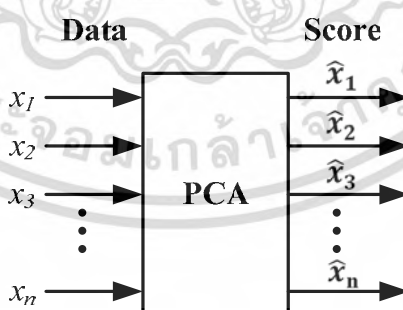 Data Score
x₁ x̂₁
x₂ x̂₂
x₃ PCA x̂₃
xₙ x̂ₙ